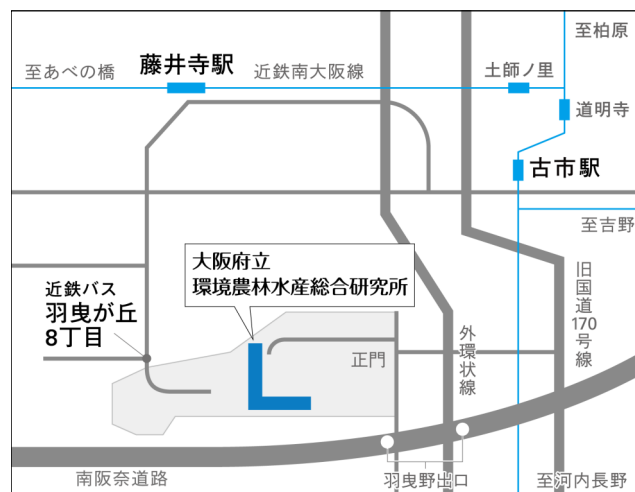 至柏原
藤井寺駅
至あべの橋
近鉄南大阪線
土師ノ里
道明寺
古市駅
至吉野
大阪府立
環境農林水産総合研究所
近鉄バス
羽曳が丘
8丁目
正門
外環状線
旧国道170号線
南阪奈道路
羽曳野出口
至河内長野